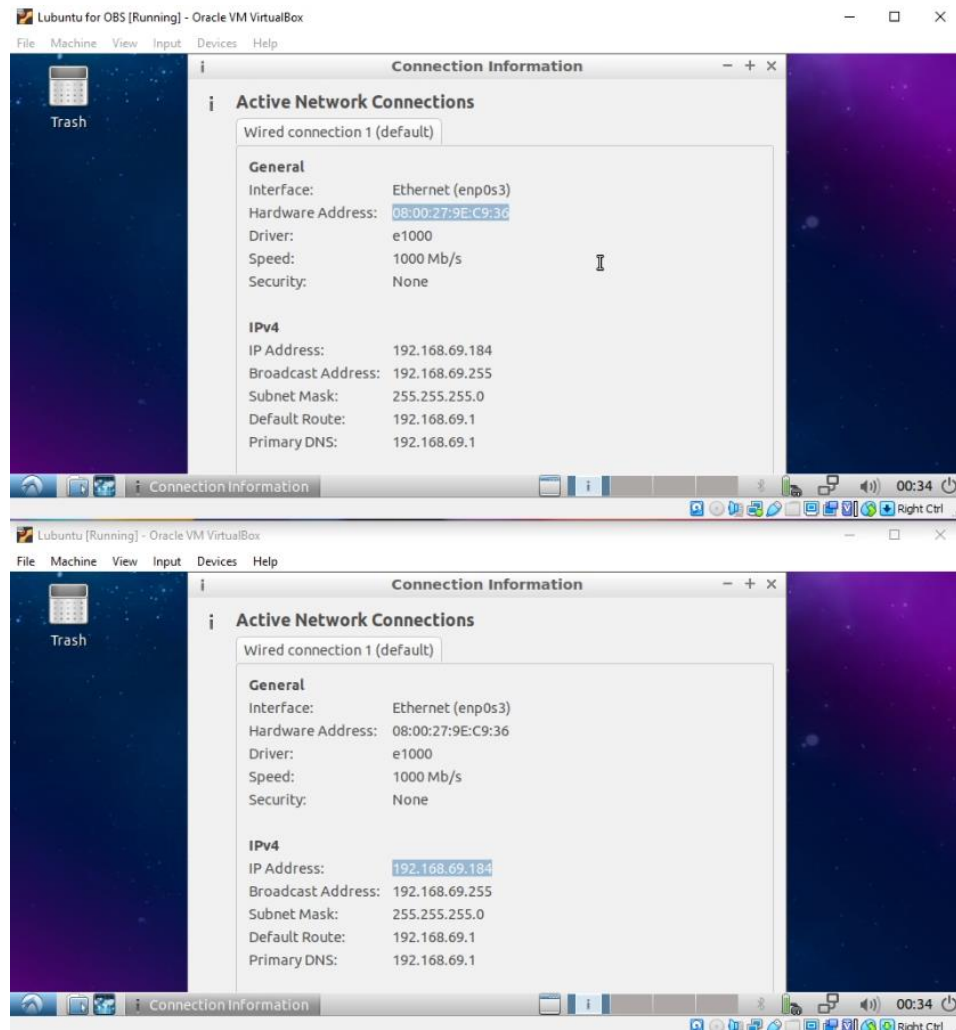 Lubuntu for OBS [Running] - Oracle VM VirtualBox
File Machine View Input Devices Help
Trash
i Connection Information - + x
i Active Network Connections
Wired connection 1 (default)
General
Interface: Ethernet (enp0s3)
Hardware Address: 08:00:27:9E:C9:36
Driver: e1000
Speed: 1000 Mb/s
Security: None
IPv4
IP Address: 192.168.69.184
Broadcast Address: 192.168.69.255
Subnet Mask: 255.255.255.0
Default Route: 192.168.69.1
Primary DNS: 192.168.69.1
i Connection Information i 00:34
Right Ctrl
Lubuntu [Running] - Oracle VM VirtualBox
File Machine View Input Devices Help
Trash
i Connection Information - + x
i Active Network Connections
Wired connection 1 (default)
General
Interface: Ethernet (enp0s3)
Hardware Address: 08:00:27:9E:C9:36
Driver: e1000
Speed: 1000 Mb/s
Security: None
IPv4
IP Address: 192.168.69.184
Broadcast Address: 192.168.69.255
Subnet Mask: 255.255.255.0
Default Route: 192.168.69.1
Primary DNS: 192.168.69.1
i Connection Information i 00:34
Right Ctrl